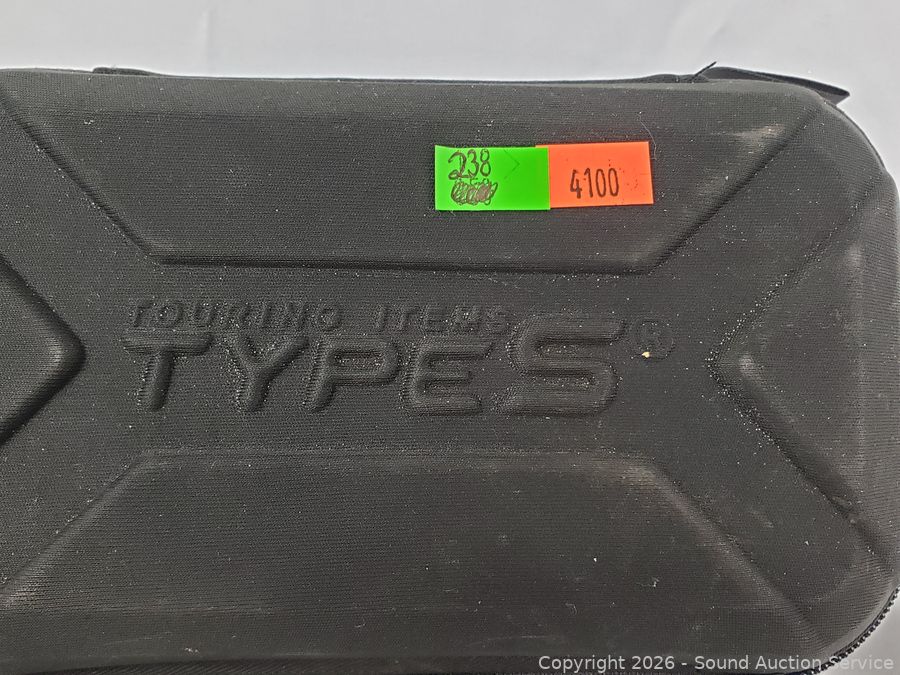 238
4100
TOURING ITEMS
TYPES®
Copyright © 2026 - Sound Auction Service